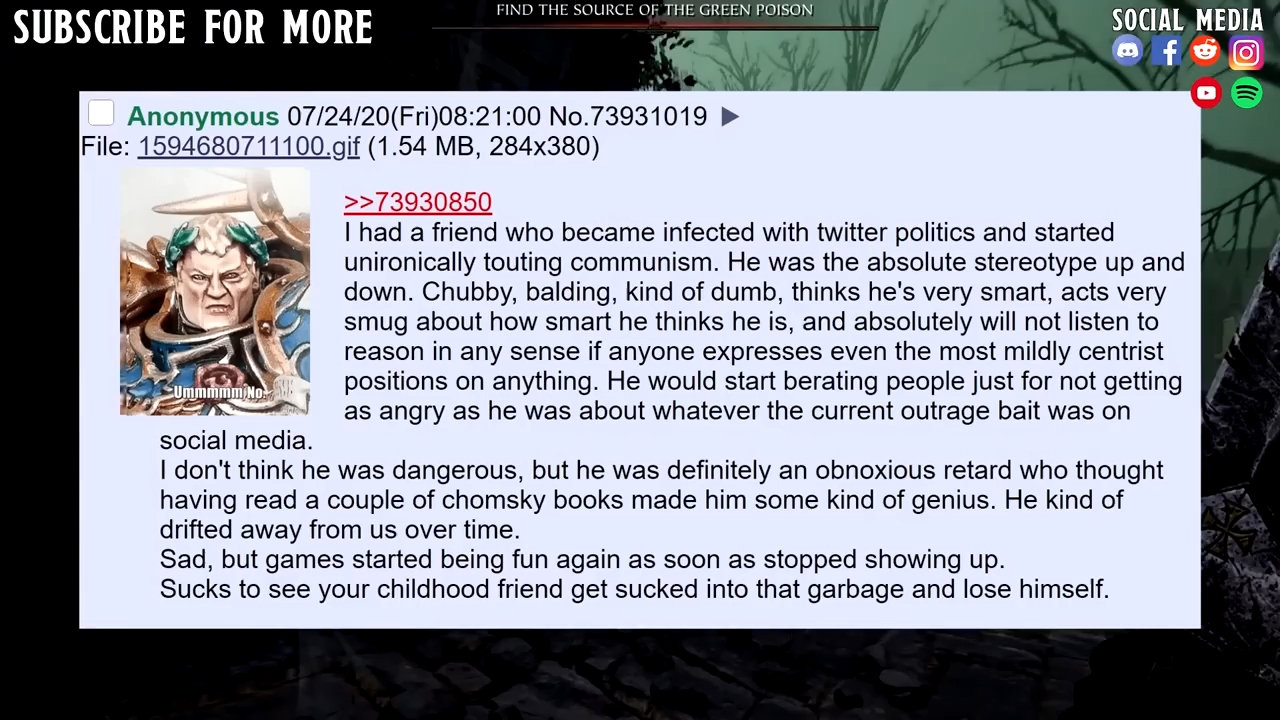 FIND THE SOURCE OF THE GREEN POISON
SUBSCRIBE FOR MORE
SOCIAL MEDIA
Anonymous 07/24/20(Fri)08:21:00 No.73931019 ▶
File: 1594680711100.gif (1.54 MB, 284x380)
>>73930850
I had a friend who became infected with twitter politics and started
unironically touting communism. He was the absolute stereotype up and
down. Chubby, balding, kind of dumb, thinks he's very smart, acts very
smug about how smart he thinks he is, and absolutely will not listen to
reason in any sense if anyone expresses even the most mildly centrist
positions on anything. He would start berating people just for not getting
as angry as he was about whatever the current outrage bait was on
social media.
Ummmmm, No.
I don't think he was dangerous, but he was definitely an obnoxious retard who thought
having read a couple of chomsky books made him some kind of genius. He kind of
drifted away from us over time.
Sad, but games started being fun again as soon as stopped showing up.
Sucks to see your childhood friend get sucked into that garbage and lose himself.